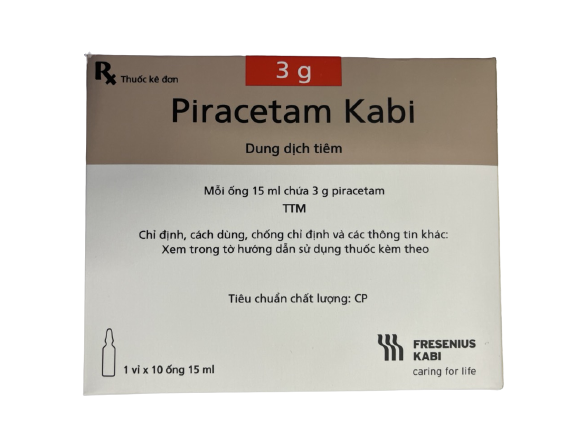 3 g
Rx Thuốc kê đơn
Piracetam Kabi
Dung dịch tiêm
Mỗi ống 15 ml chứa 3 g piracetam
TTM
Chỉ định, cách dùng, chống chỉ định và các thông tin khác:
Xem trong tờ hướng dẫn sử dụng thuốc kèm theo
Tiêu chuẩn chất lượng: CP
1 vỉ x 10 ống 15 ml
FRESENIUS
KABI
caring for life